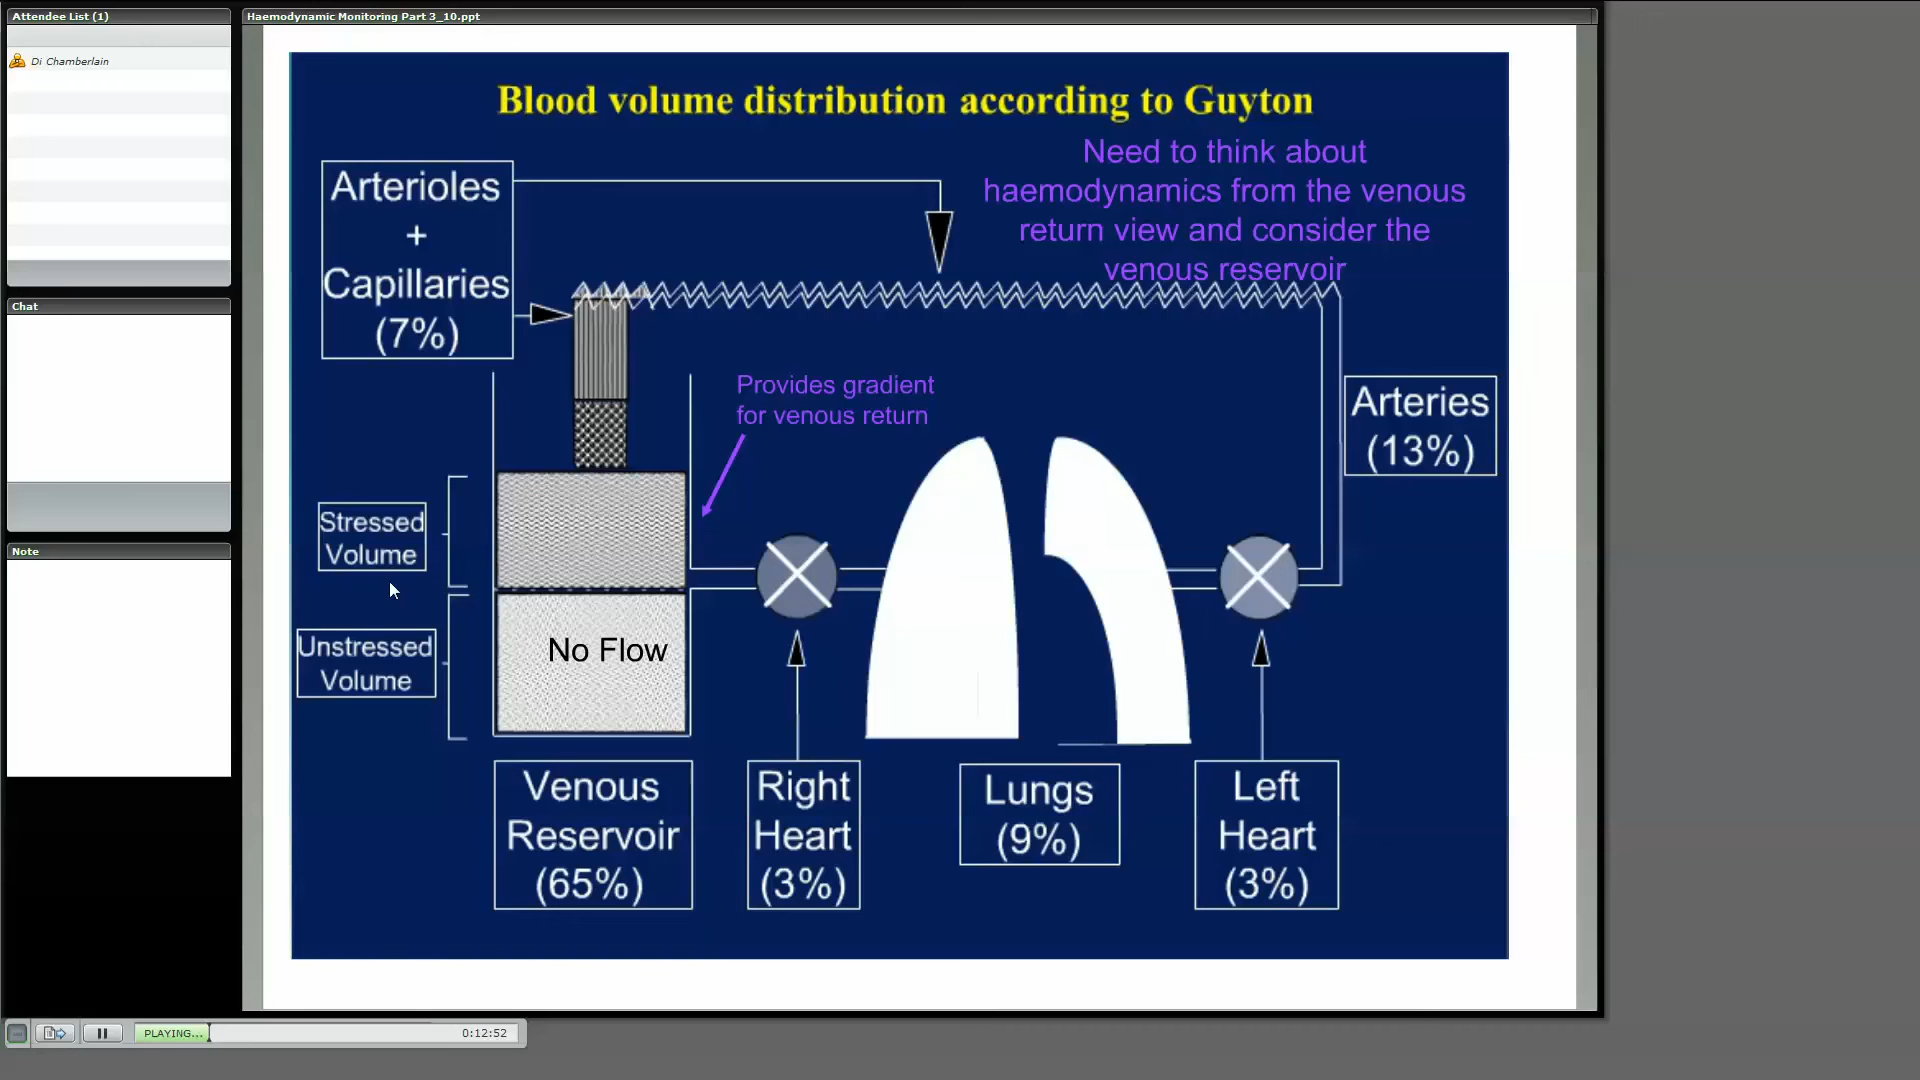 Attendee List (1)
Haemodynamic Monitoring Part 3_10.ppt
Di Chamberlain
Chat
Note
Blood volume distribution according to Guyton
Need to think about
haemodynamics from the venous
return view and consider the
venous reservoir
Arterioles
+
Capillaries
(7%)
Provides gradient
for venous return
Arteries
(13%)
Stressed
Volume
Unstressed
Volume
No Flow
Venous
Reservoir
(65%)
Right
Heart
(3%)
Lungs
(9%)
Left
Heart
(3%)
PLAYING...
0:12:52